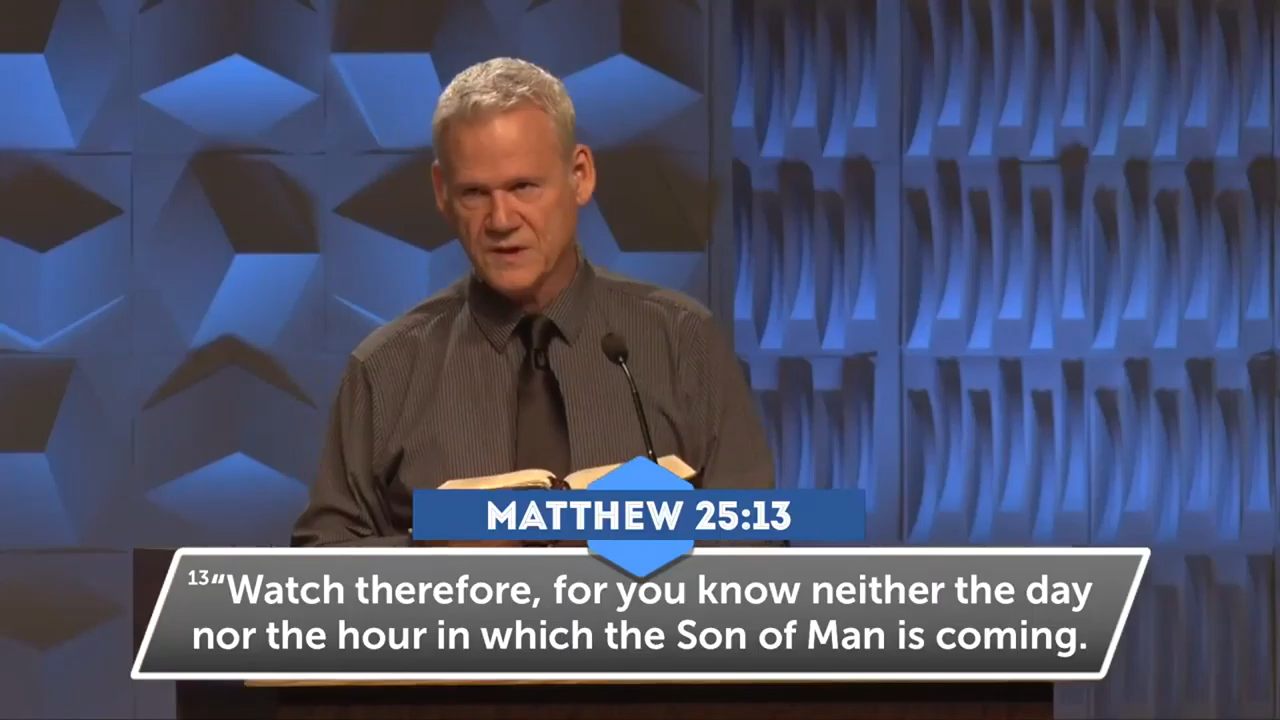 MATTHEW 25:13
13“Watch therefore, for you know neither the day
nor the hour in which the Son of Man is coming.